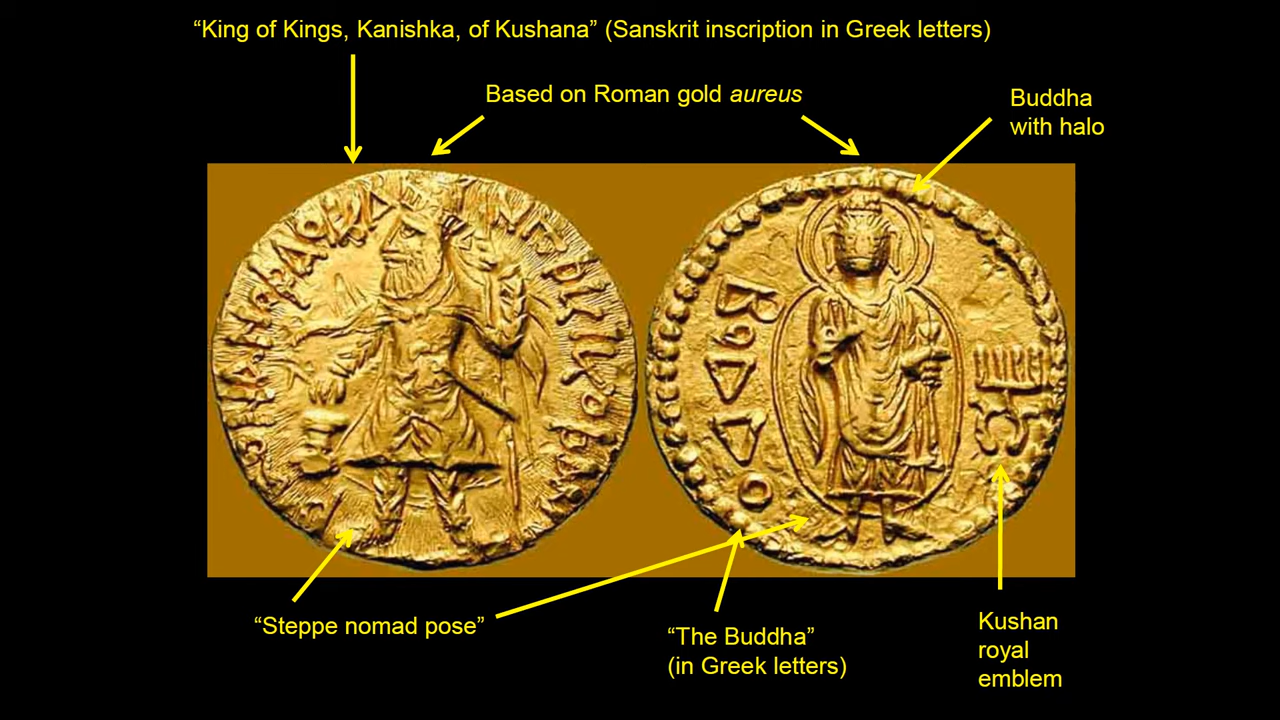 “King of Kings, Kanishka, of Kushana” (Sanskrit inscription in Greek letters)
Based on Roman gold aureus
Buddha
with halo
ΒΟΔΔΟ
“Steppe nomad pose”
“The Buddha”
(in Greek letters)
Kushan
royal
emblem